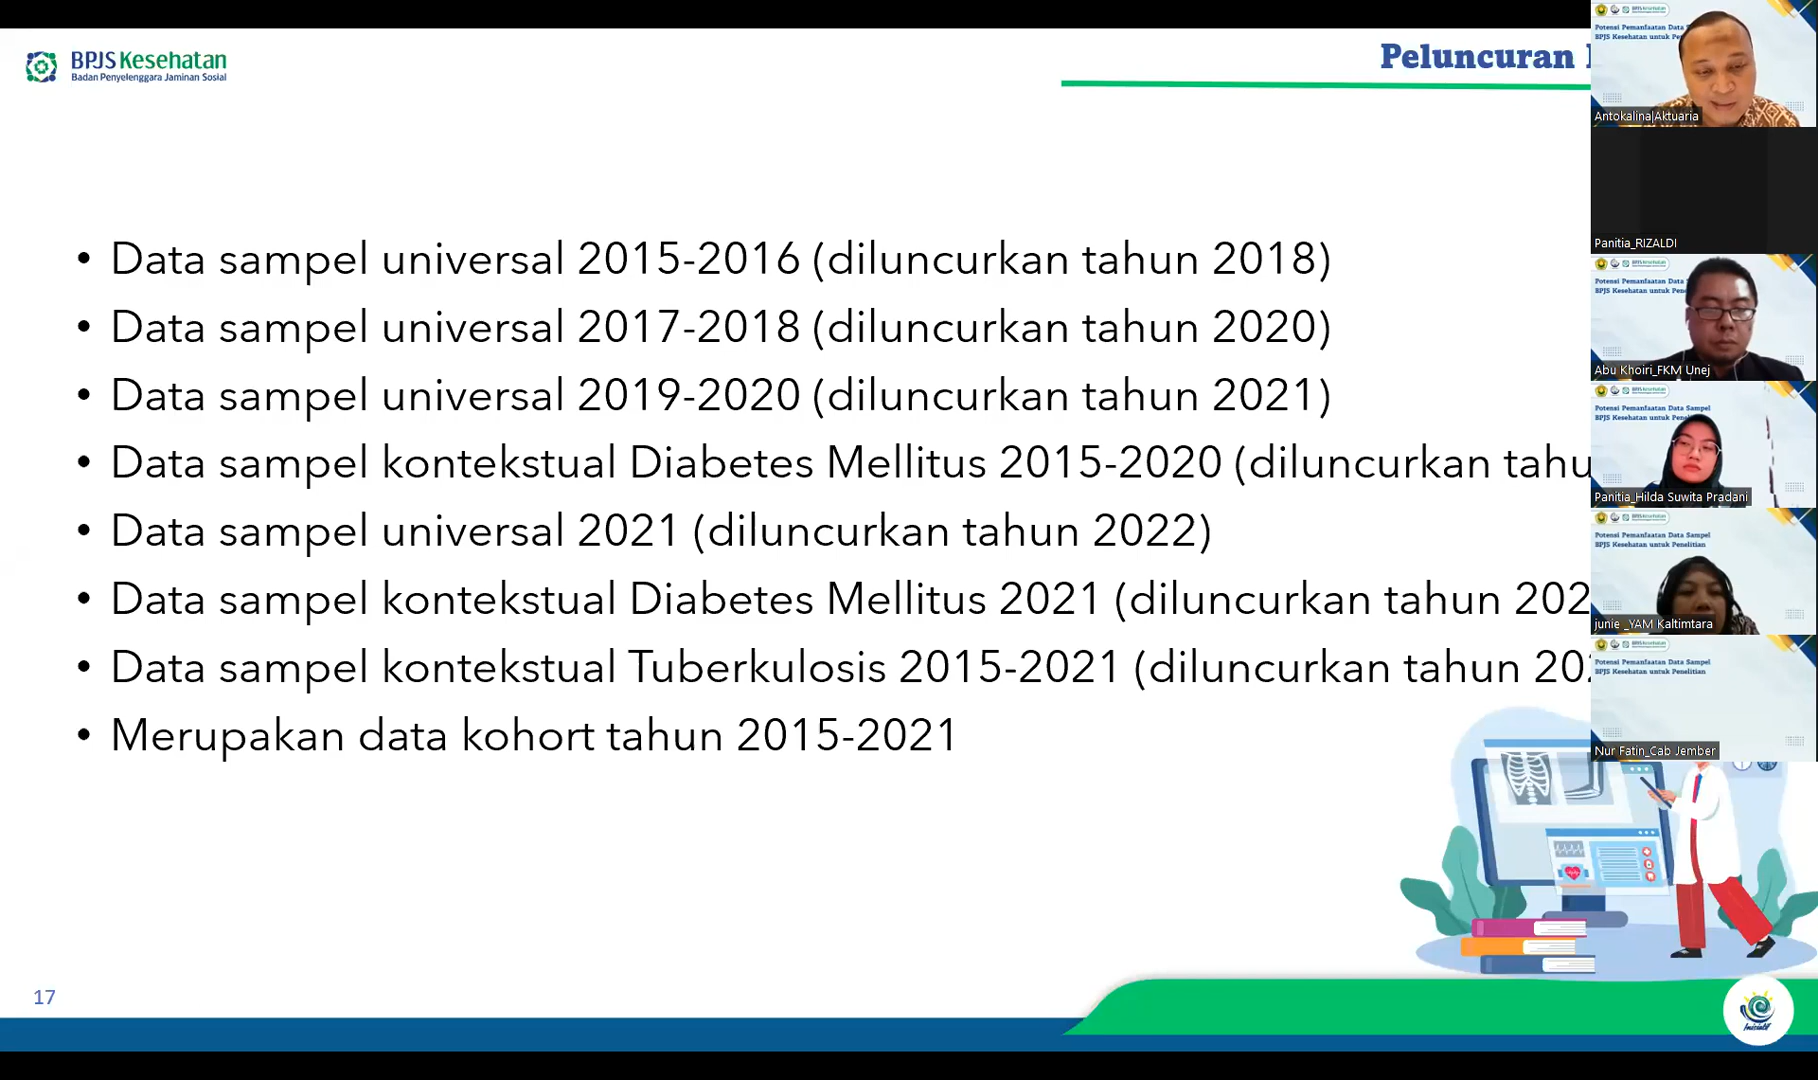 BPJS Kesehatan
Badan Penyelenggara Jaminan Sosial
Peluncuran
• Data sampel universal 2015-2016 (diluncurkan tahun 2018)
• Data sampel universal 2017-2018 (diluncurkan tahun 2020)
• Data sampel universal 2019-2020 (diluncurkan tahun 2021)
• Data sampel kontekstual Diabetes Mellitus 2015-2020 (diluncurkan
• Data sampel universal 2021 (diluncurkan tahun 2022)
• Data sampel kontekstual Diabetes Mellitus 2021 (diluncurkan tahun
• Data sampel kontekstual Tuberkulosis 2015-2021 (diluncurkan tahun
• Merupakan data kohort tahun 2015-2021
17
Inisiatif
Potensi Pemanfaatan Data
BPJS Kesehatan untuk
Antokalina|Aktuaria
Panitia_RIZALDI
Potensi Pemanfaatan Data
BPJS Kesehatan untuk
Abu Khoiri_FKM Unej
Potensi Pemanfaatan Data Sampel
BPJS Kesehatan untuk
Panitia_Hilda Suwita Pradani
Potensi Pemanfaatan Data Sampel
BPJS Kesehatan untuk Penelitian
junie _YAM Kaltimtara
Potensi Pemanfaatan Data Sampel
BPJS Kesehatan untuk Penelitian
Nur Fatin_Cab Jember